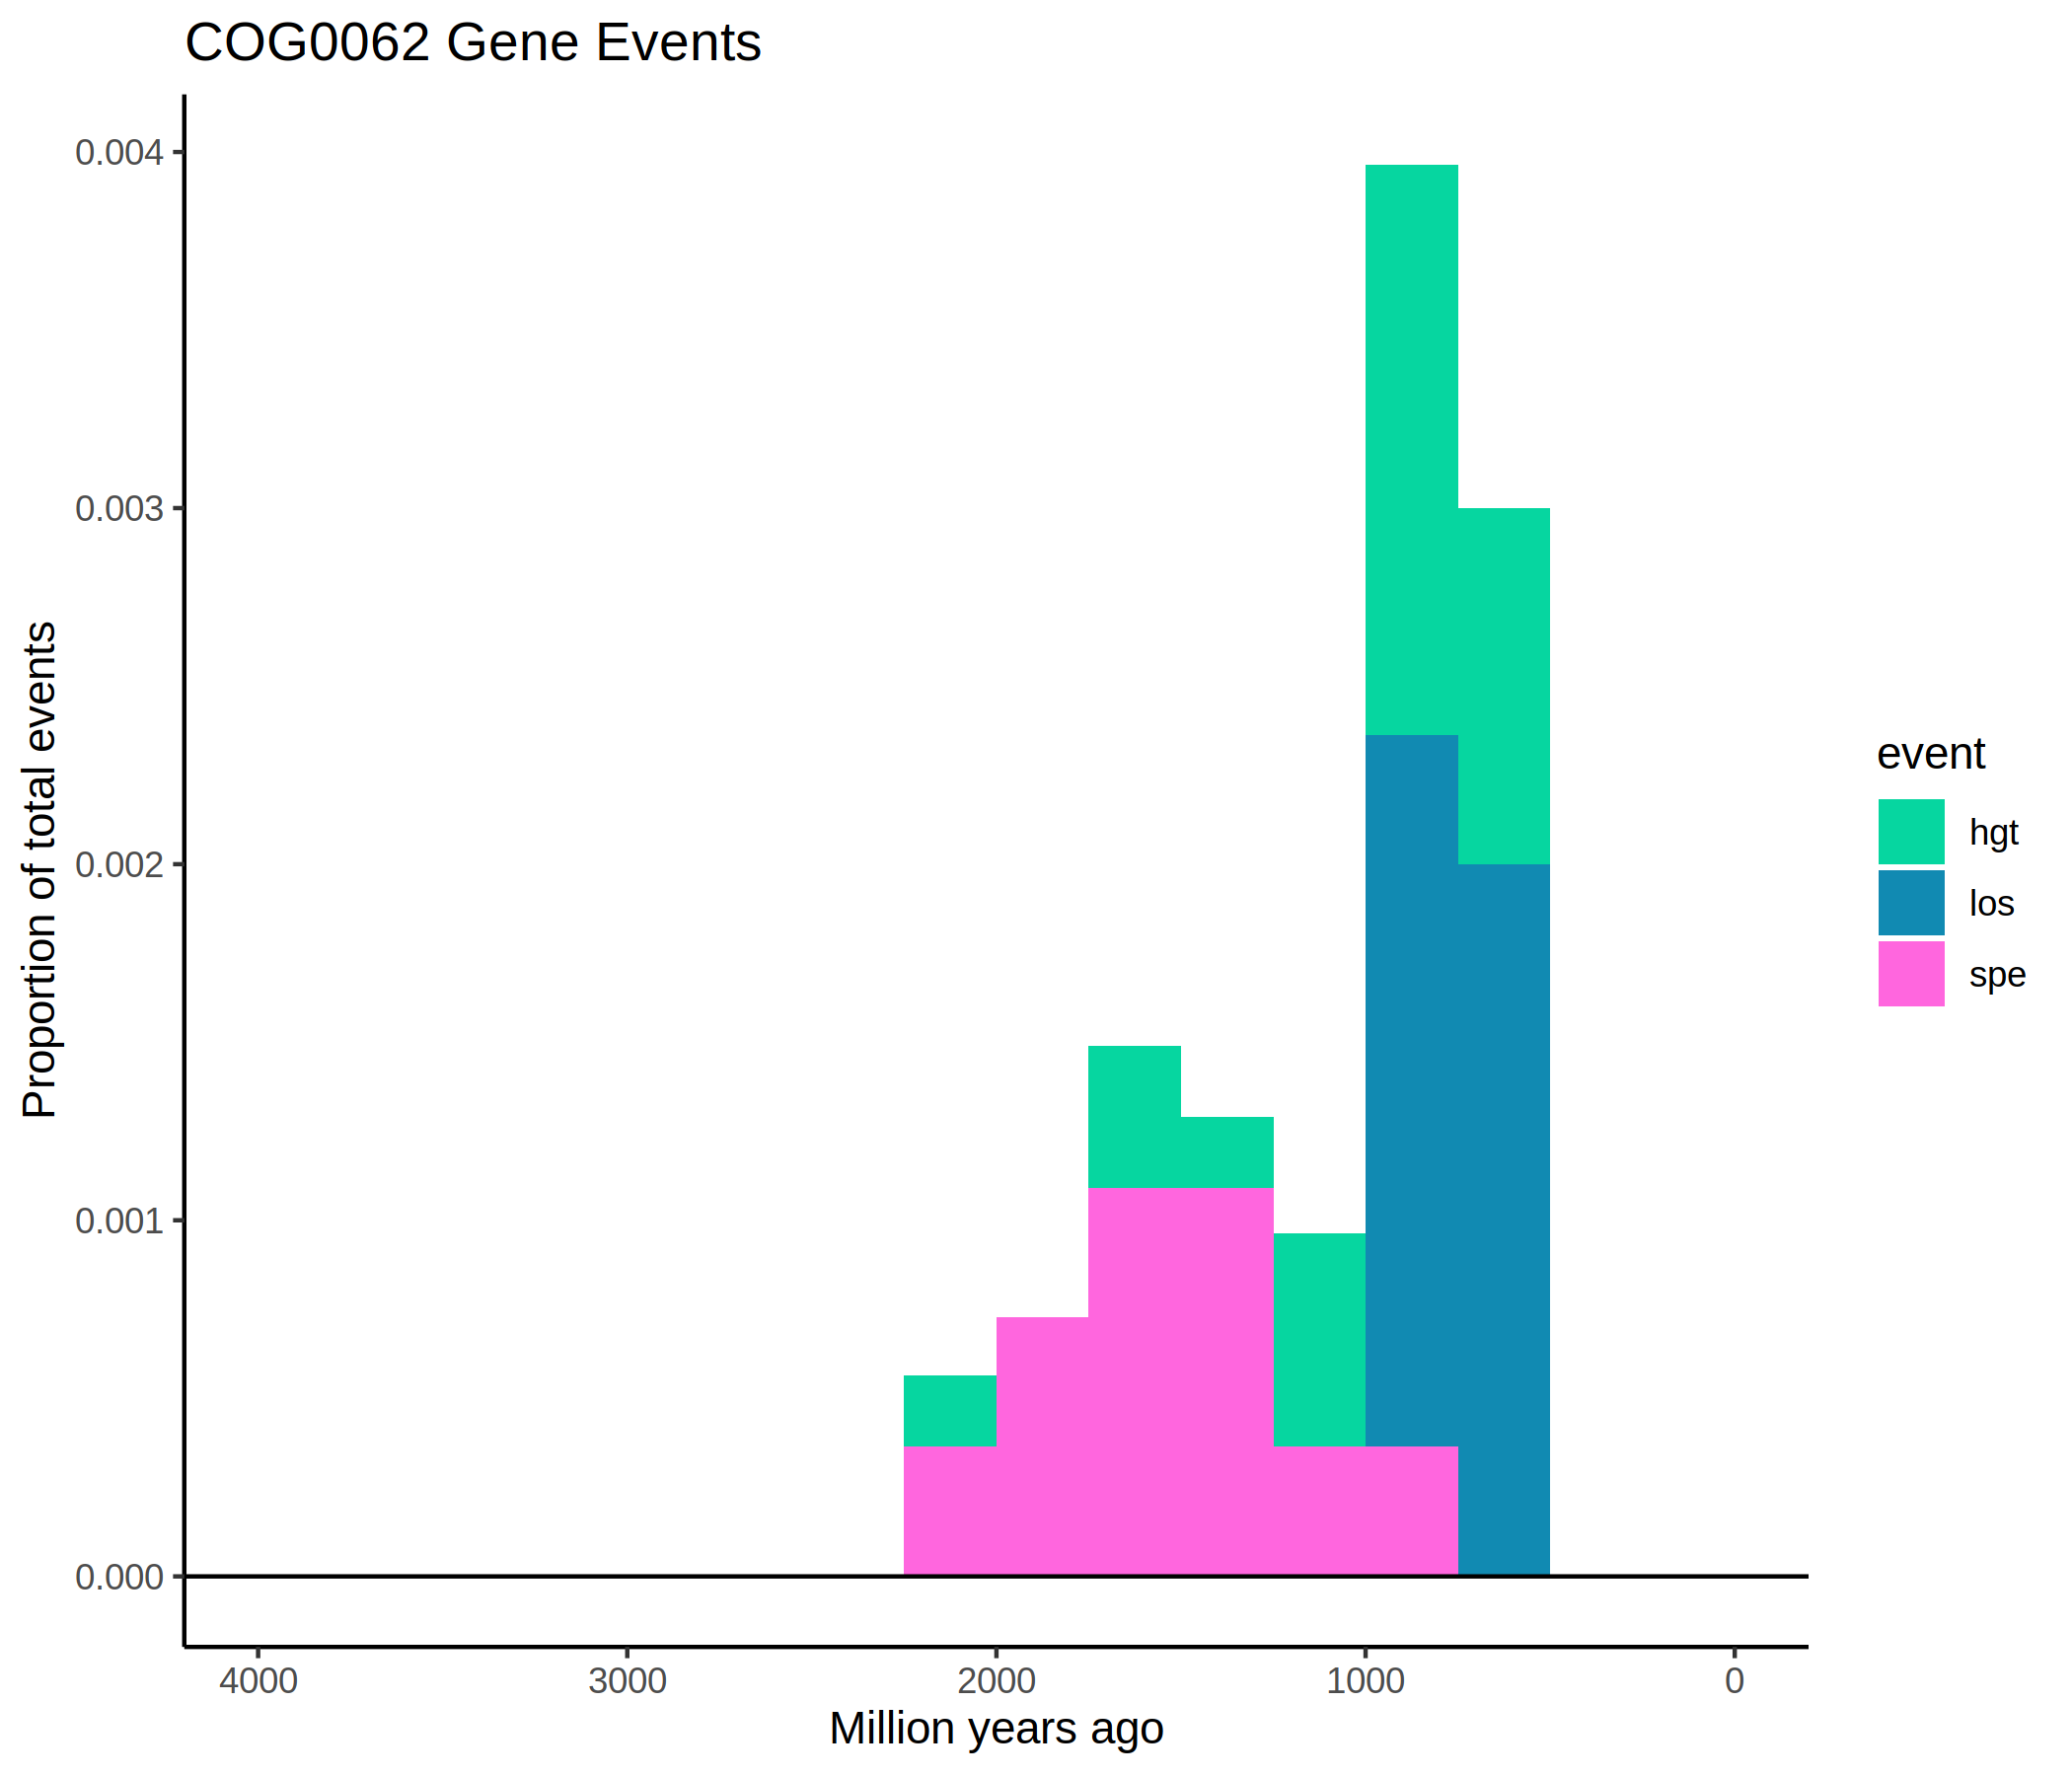 COG0062 Gene Events
Proportion of total events
0.004
0.003
0.002
0.001
0.000
4000 3000 2000 1000 0
Million years ago
event
hgt
los
spe